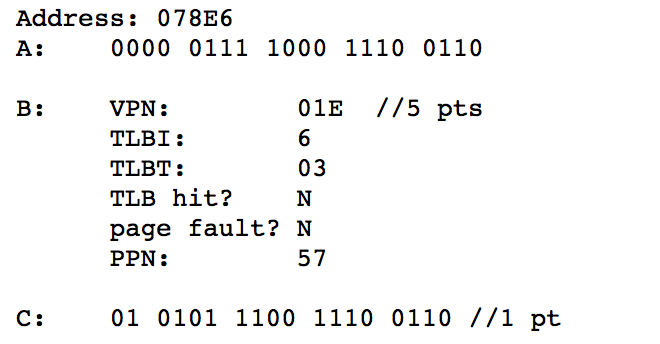 Address: 078E6
A: 0000 0111 1000 1110 0110
B: VPN: 01E //5 pts
TLBI: 6
TLBT: 03
TLB hit? N
page fault? N
PPN: 57
C: 01 0101 1100 1110 0110 //1 pt